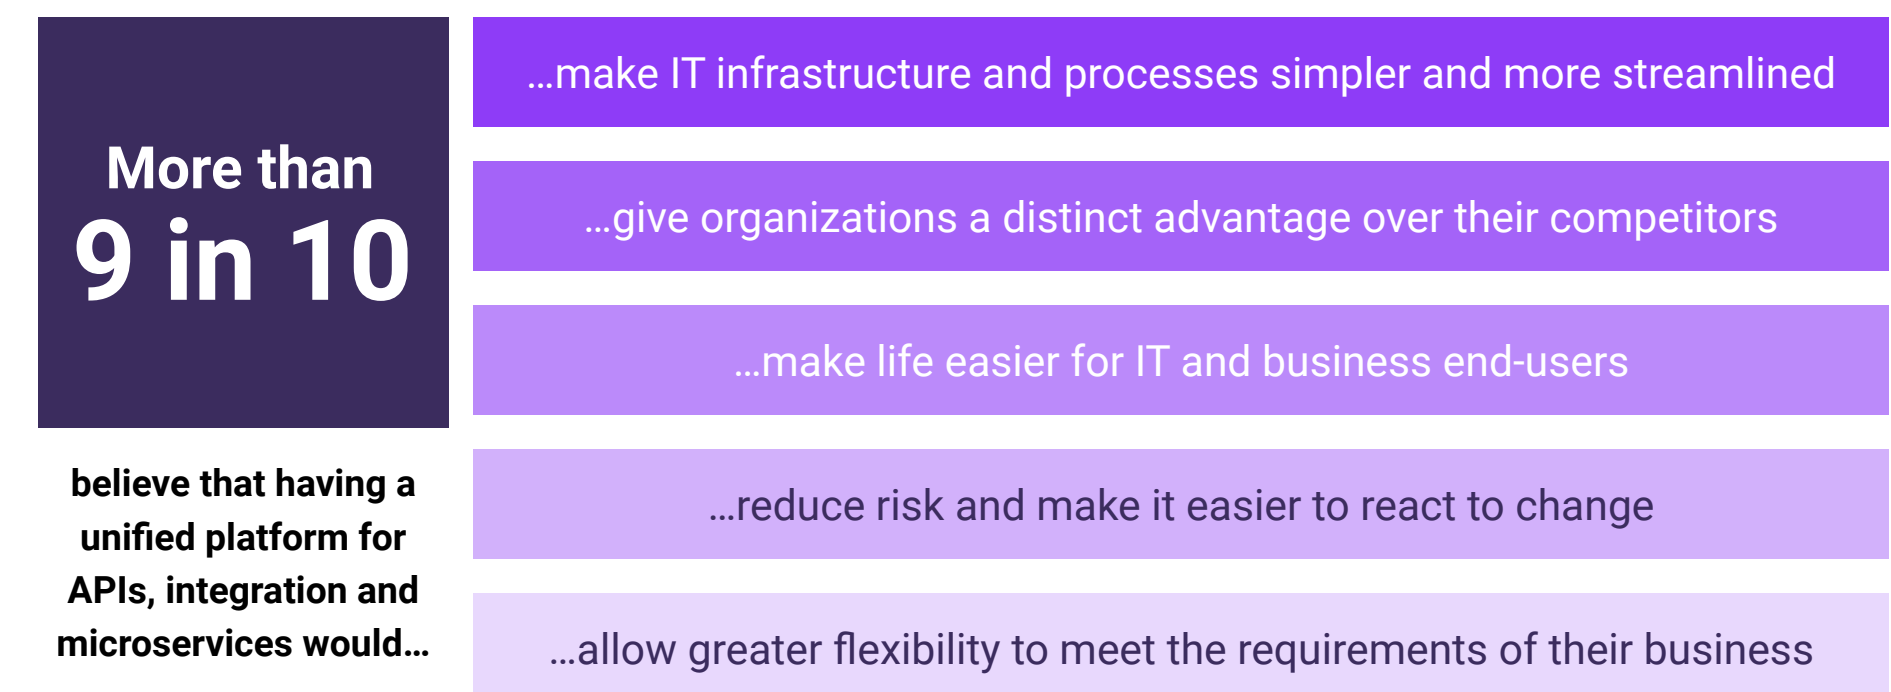 More than
9 in 10
believe that having a
unified platform for
APIs, integration and
microservices would…
…make IT infrastructure and processes simpler and more streamlined
…give organizations a distinct advantage over their competitors
…make life easier for IT and business end-users
…reduce risk and make it easier to react to change
…allow greater flexibility to meet the requirements of their business